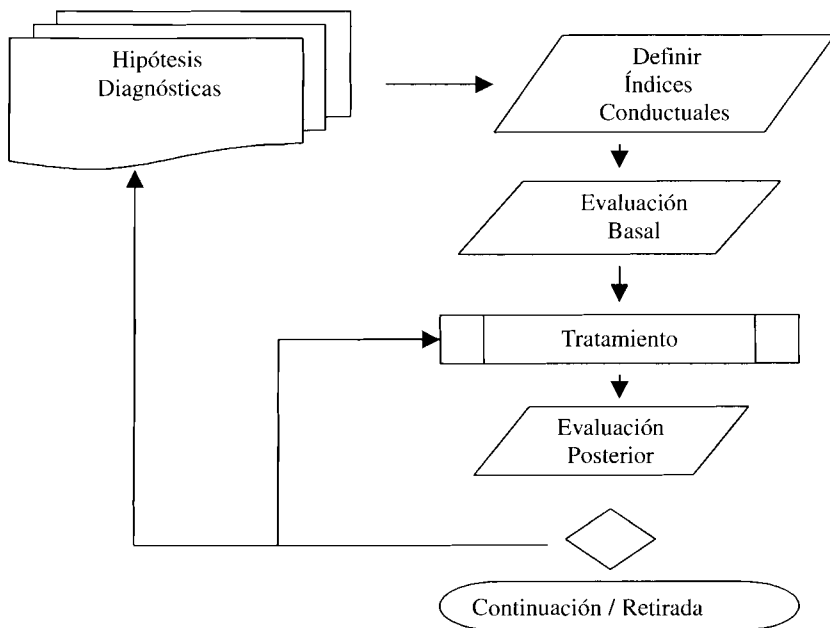 Hipótesis
Diagnósticas
Definir
Índices
Conductuales
Evaluación
Basal
Tratamiento
Evaluación
Posterior
Continuación / Retirada